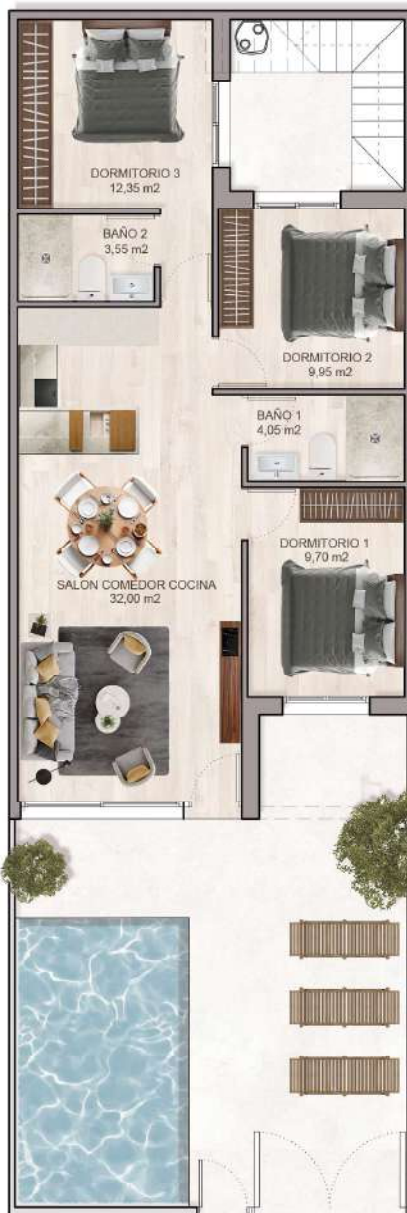 DORMITORIO 3
12,35 m2
BAÑO 2
3,55 m2
DORMITORIO 2
9,95 m2
BAÑO 1
4,05 m2
DORMITORIO 1
9,70 m2
SALON COMEDOR COCINA
32,00 m2